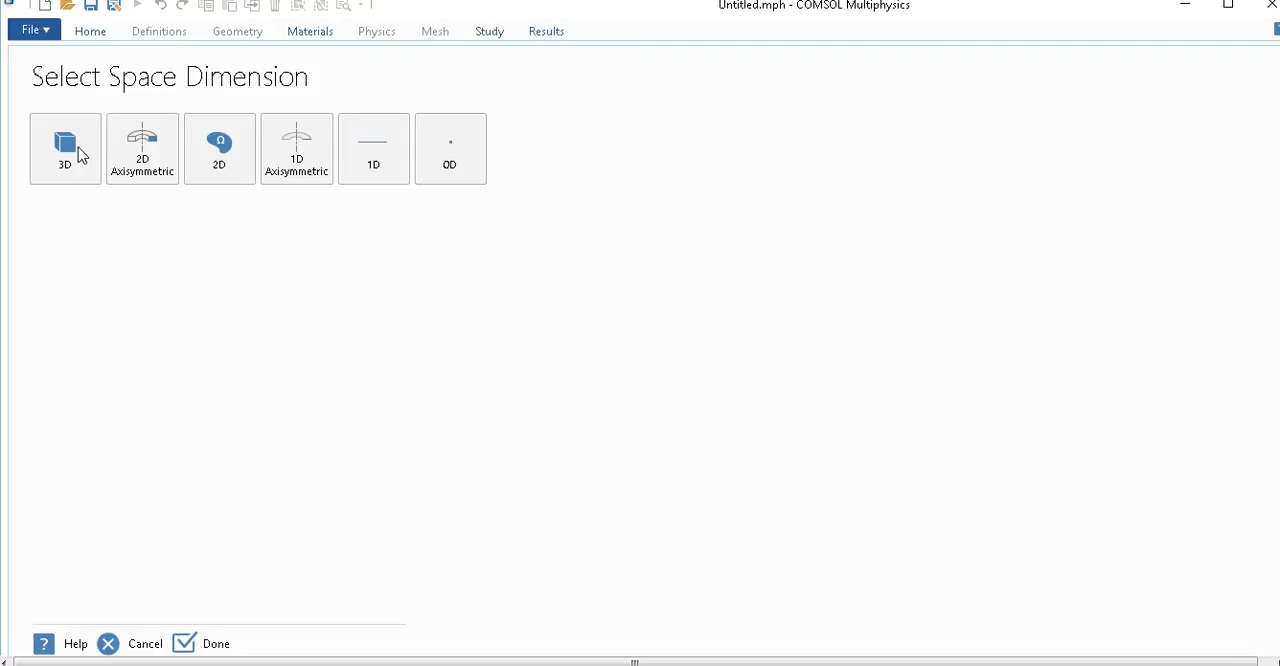 Untitled.mph - COMSOL Multiphysics
File Home Definitions Geometry Materials Physics Mesh Study Results
Select Space Dimension
3D
2D
Axisymmetric
Ω
2D
1D
Axisymmetric
1D
0D
? Help Cancel Done